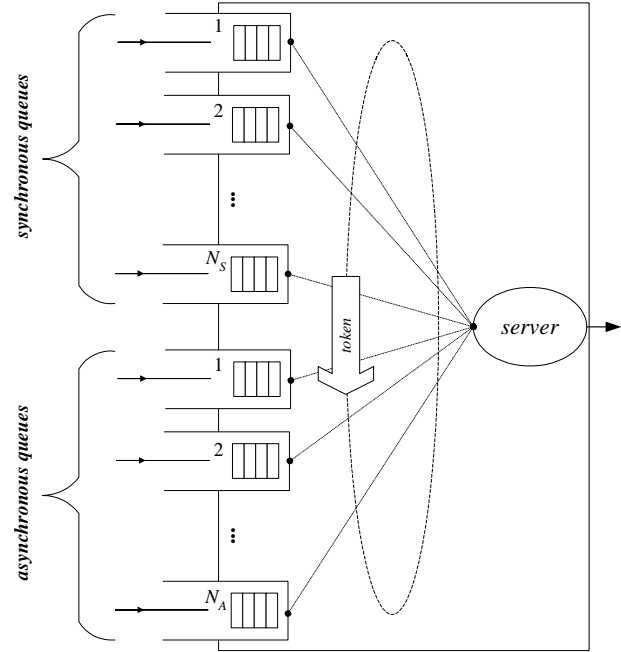 synchronous queues
1
2
...
N_S
token
server
asynchronous queues
1
2
...
N_A